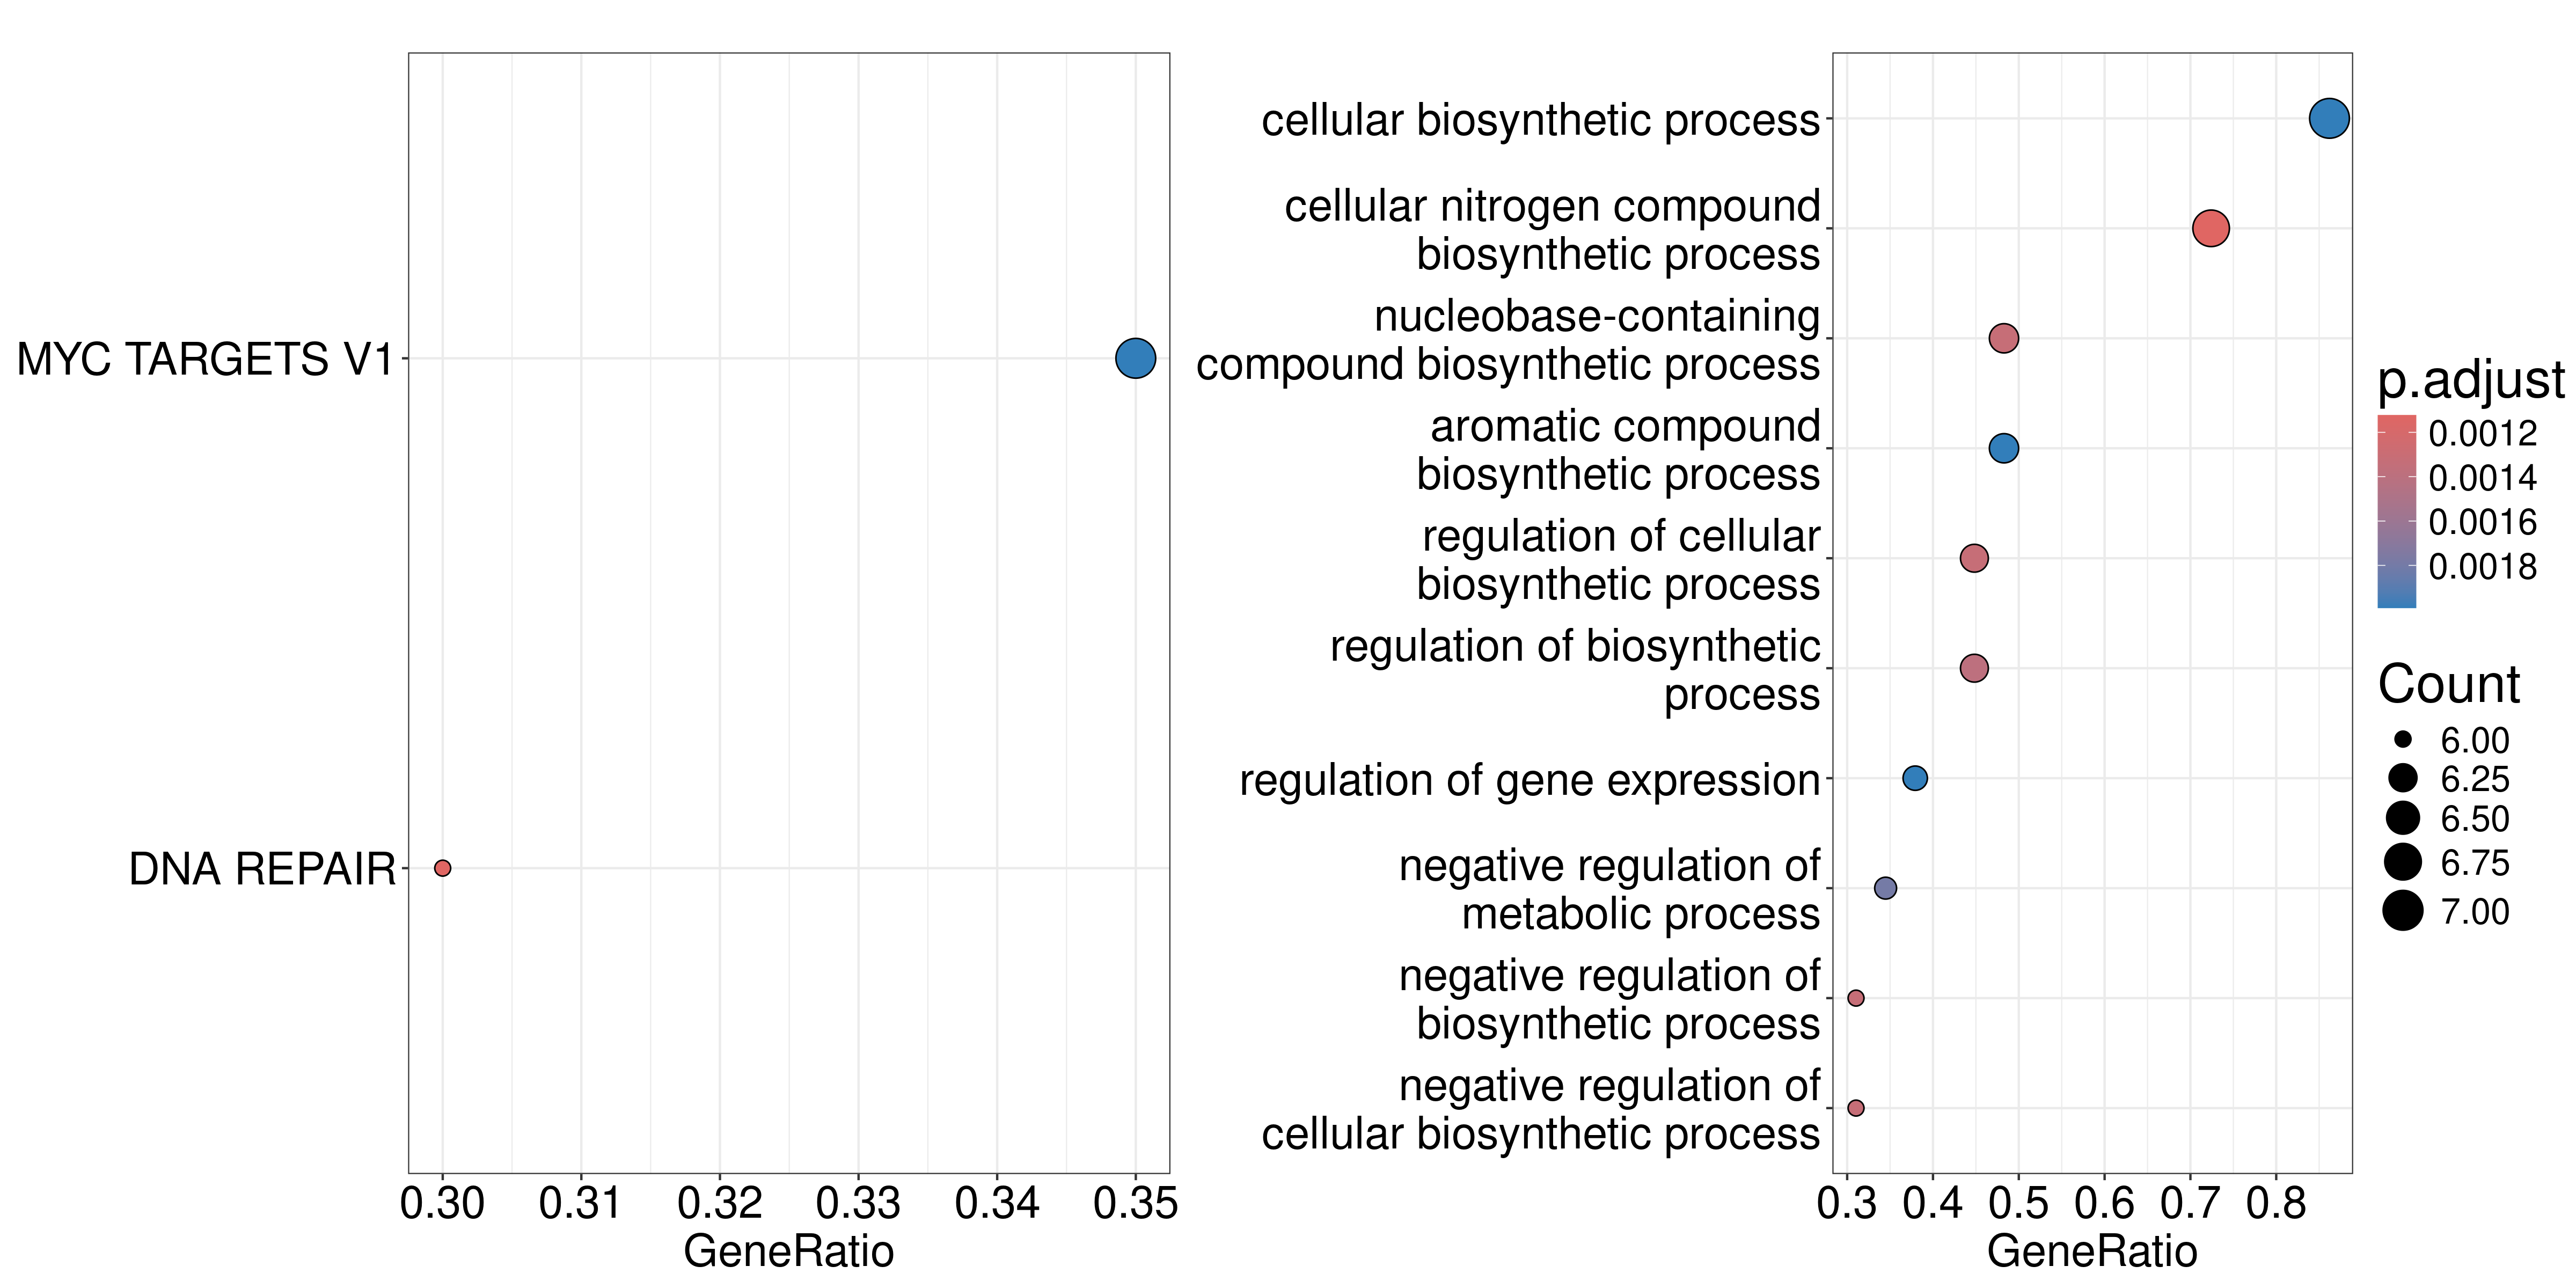 MYC TARGETS V1
DNA REPAIR
0.30 0.31 0.32 0.33 0.34 0.35
GeneRatio
cellular biosynthetic process
cellular nitrogen compound
biosynthetic process
nucleobase-containing
compound biosynthetic process
aromatic compound
biosynthetic process
regulation of cellular
biosynthetic process
regulation of biosynthetic
process
regulation of gene expression
negative regulation of
metabolic process
negative regulation of
biosynthetic process
negative regulation of
cellular biosynthetic process
0.3 0.4 0.5 0.6 0.7 0.8
GeneRatio
p.adjust
0.0012
0.0014
0.0016
0.0018
Count
6.00
6.25
6.50
6.75
7.00